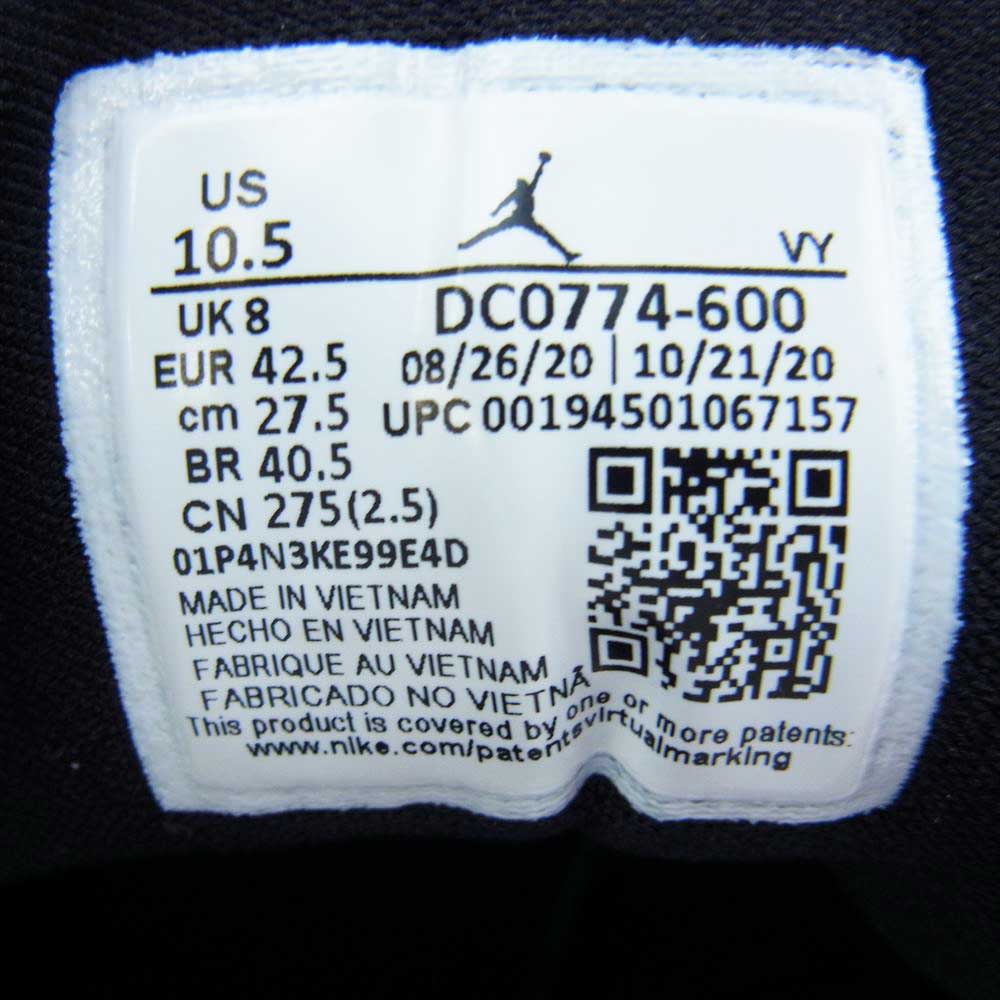 US
10.5
VY
UK 8
DC0774-600
EUR 42.5
08/26/20 | 10/21/20
cm 27.5
UPC 00194501067157
BR 40.5
CN 275(2.5)
01P4N3KE99E4D
MADE IN VIETNAM
HECHO EN VIETNAM
FABRIQUE AU VIETNAM
FABRICADO NO VIETNÃ
This product is covered by one or more patents:
www.nike.com/patentsvirtualmarking